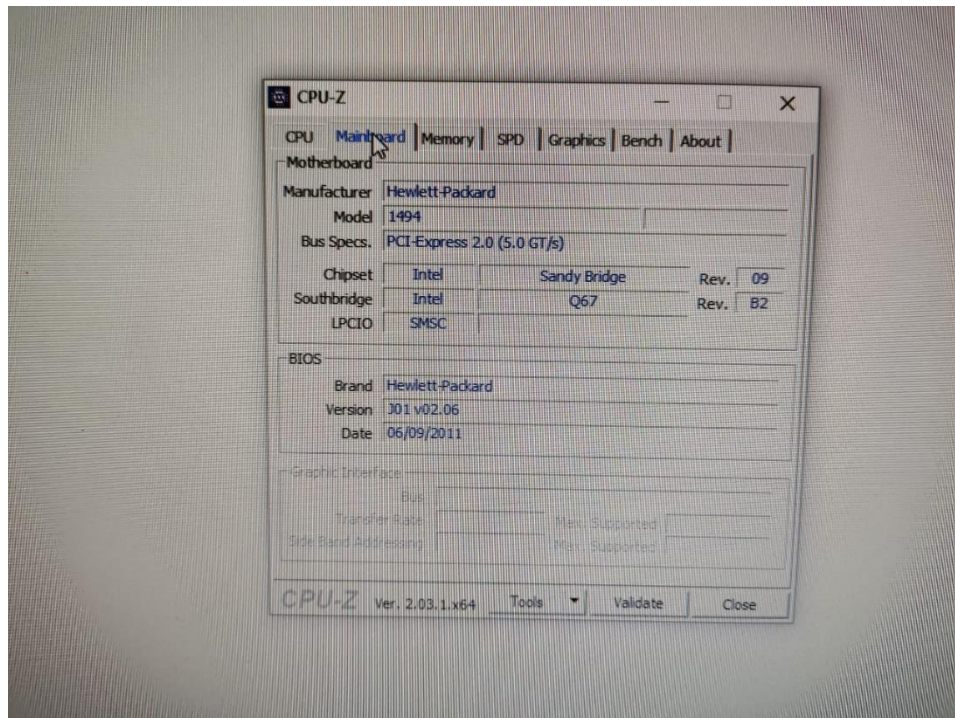 CPU-Z
CPU Mainboard Memory SPD Graphics Bench About
Motherboard
Manufacturer Hewlett-Packard
Model 1494
Bus Specs. PCI-Express 2.0 (5.0 GT/s)
Chipset Intel Sandy Bridge Rev. 09
Southbridge Intel Q67 Rev. B2
LPCIO SMSC
BIOS
Brand Hewlett-Packard
Version J01 v02.06
Date 06/09/2011
Graphic Interface
Bus
Transfer Rate Max. Supported
Side Band Addressing Max. Supported
CPU-Z Ver. 2.03.1.x64 Tools Validate Close